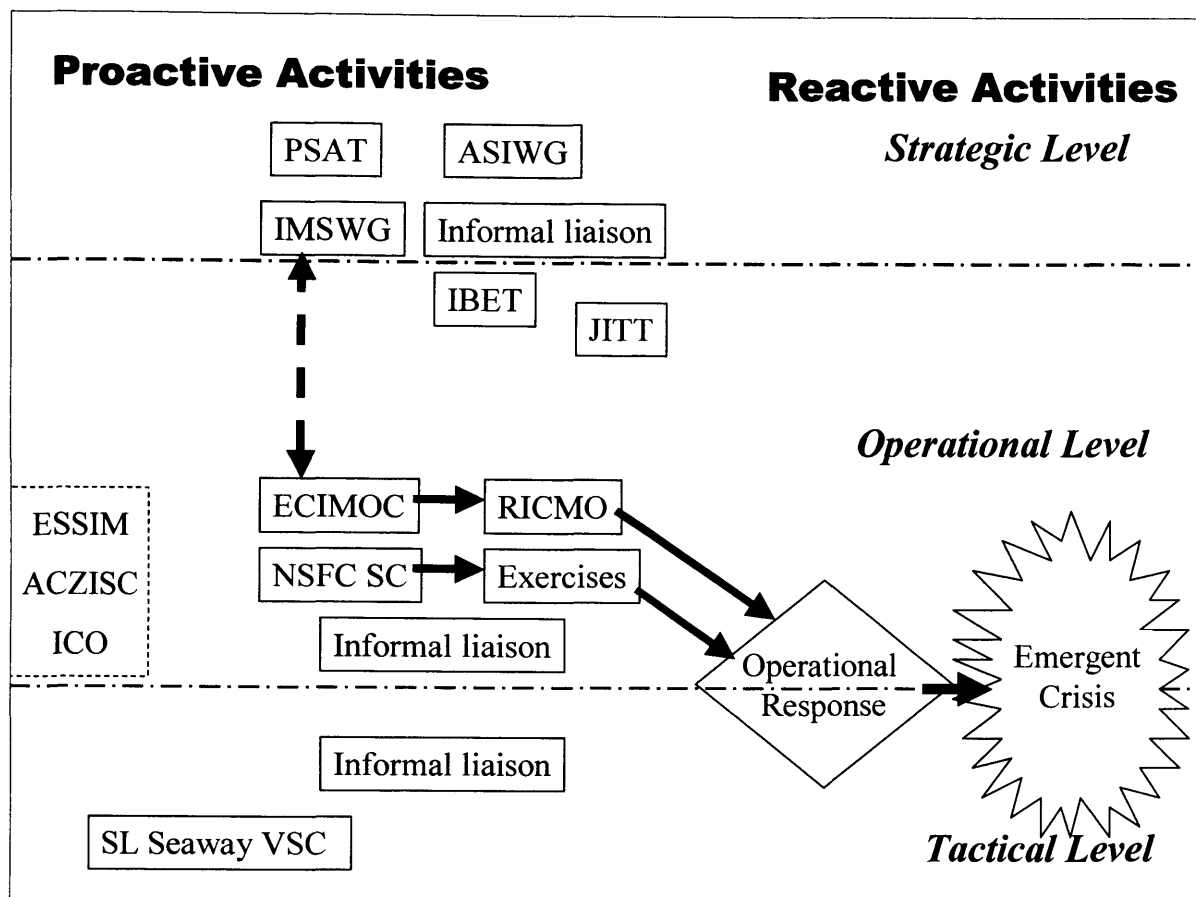 Proactive Activities
Reactive Activities
Strategic Level
PSAT
ASIWG
IMSWG
Informal liaison
IBET
JITT
Operational Level
ECIMOC
RICMO
ESSIM
ACZISC
ICO
NSFC SC
Exercises
Informal liaison
Operational
Response
Emergent
Crisis
Informal liaison
SL Seaway VSC
Tactical Level